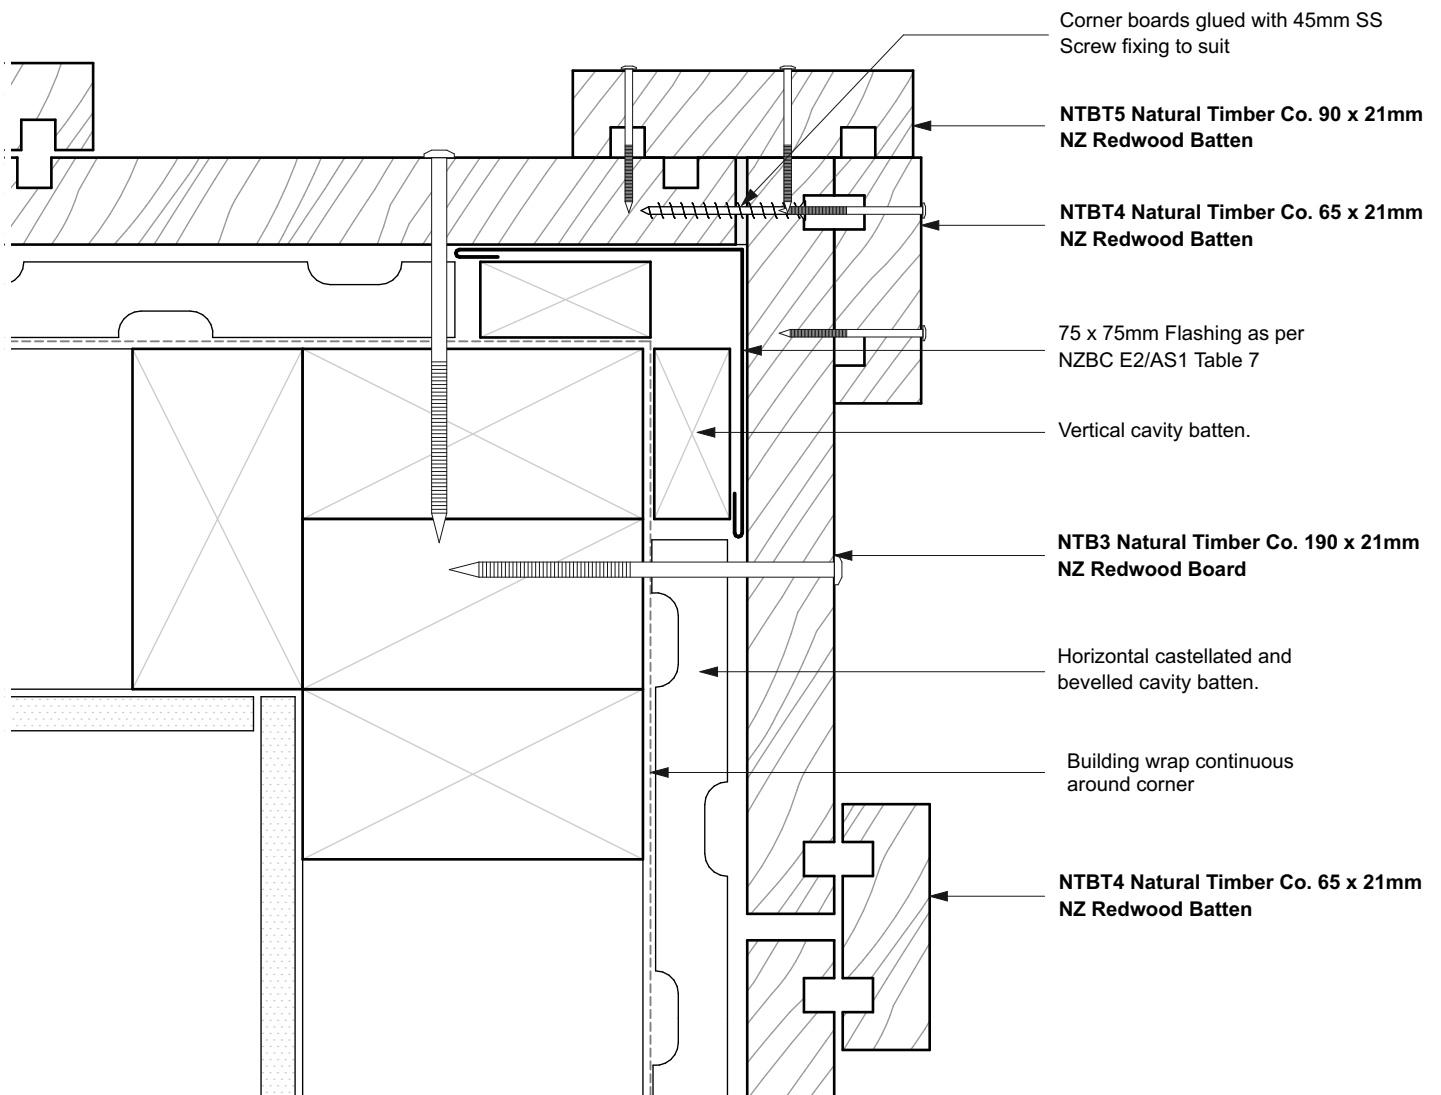 Corner boards glued with 45mm SS
Screw fixing to suit
NTBT5 Natural Timber Co. 90 x 21mm
NZ Redwood Batten
NTBT4 Natural Timber Co. 65 x 21mm
NZ Redwood Batten
75 x 75mm Flashing as per
NZBC E2/AS1 Table 7
Vertical cavity batten.
NTB3 Natural Timber Co. 190 x 21mm
NZ Redwood Board
Horizontal castellated and
bevelled cavity batten.
Building wrap continuous
around corner
NTBT4 Natural Timber Co. 65 x 21mm
NZ Redwood Batten